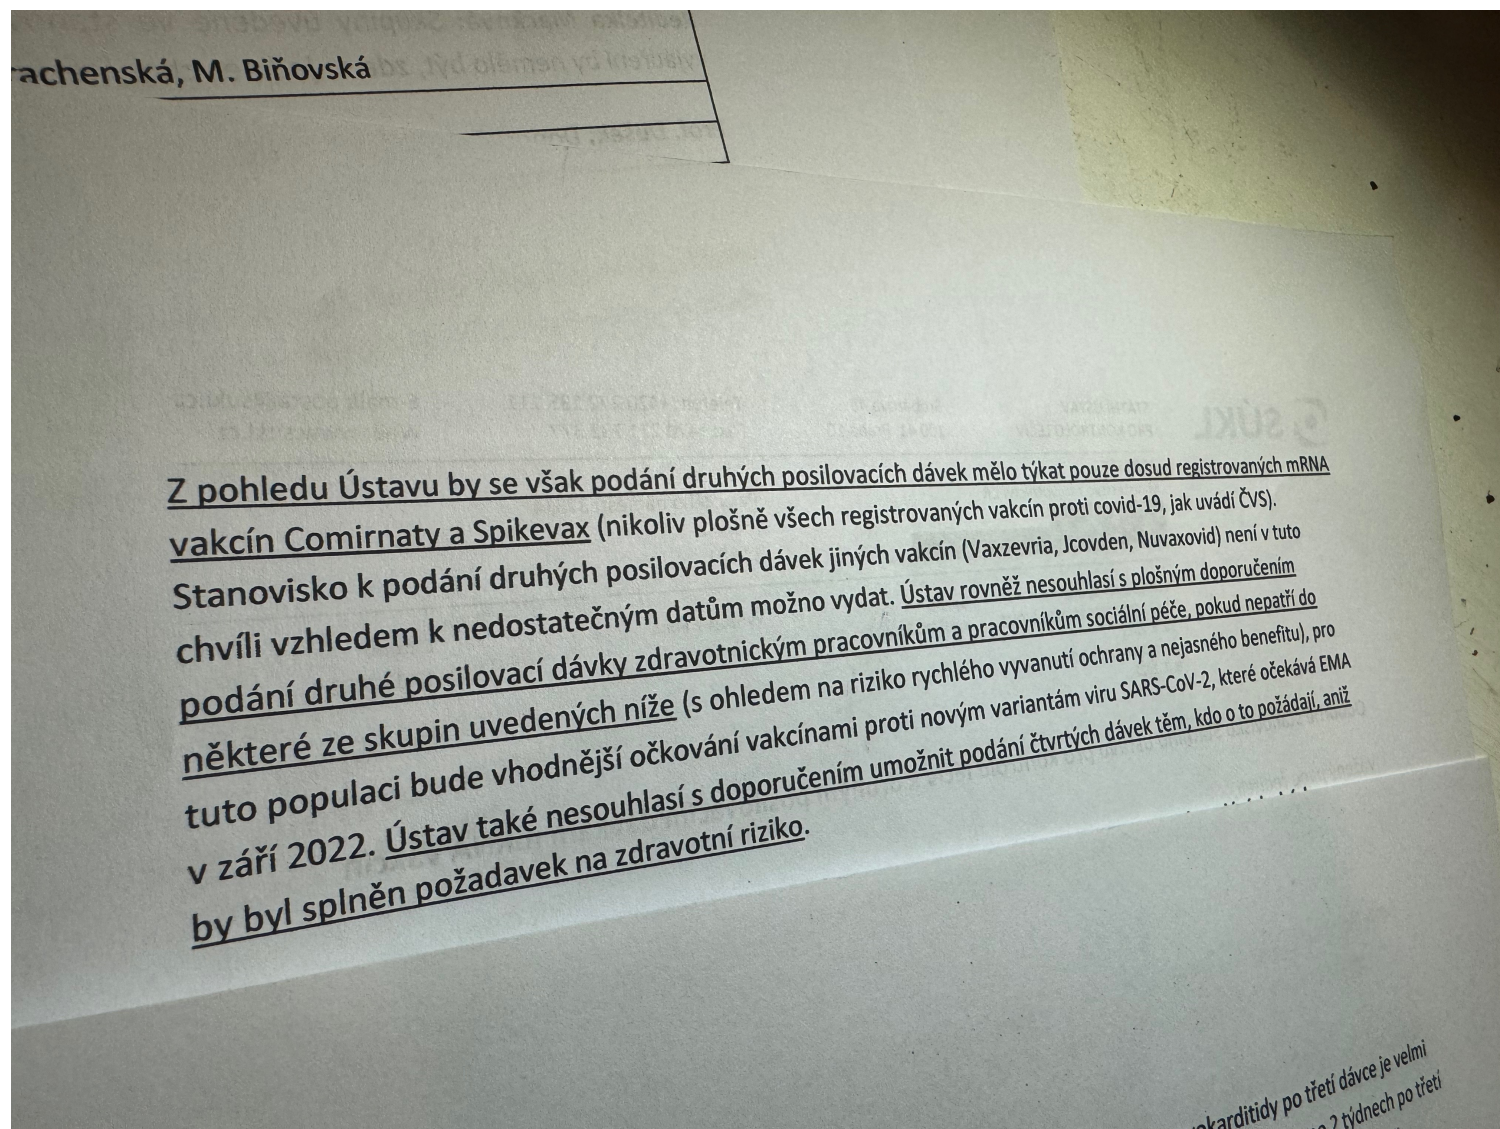 achenská, M. Biňovská
Z pohledu Ústavu by se však podání druhých posilovacích dávek mělo týkat pouze dosud registrovaných mRNA
vakcín Comirnaty a Spikevax (nikoliv plošně všech registrovaných vakcín proti covid-19, jak uvádí ČVS).
Stanovisko k podání druhých posilovacích dávek jiných vakcín (Vaxzevria, Jcovden, Nuvaxovid) není v tuto
chvíli vzhledem k nedostatečným datům možno vydat. Ústav rovněž nesouhlasí s plošným doporučením
podání druhé posilovací dávky zdravotnickým pracovníkům a pracovníkům sociální péče, pokud nepatří do
některé ze skupin uvedených níže (s ohledem na riziko rychlého vyvanutí ochrany a nejasného benefitu), pro
tuto populaci bude vhodnější očkování vakcínami proti novým variantám viru SARS-CoV-2, které očekává EMA
v září 2022. Ústav také nesouhlasí s doporučením umožnit podání čtvrtých dávek těm, kdo o to požádají, aniž
by byl splněn požadavek na zdravotní riziko.
okarditidy po třetí dávce je velmi
2 týdnech po třetí